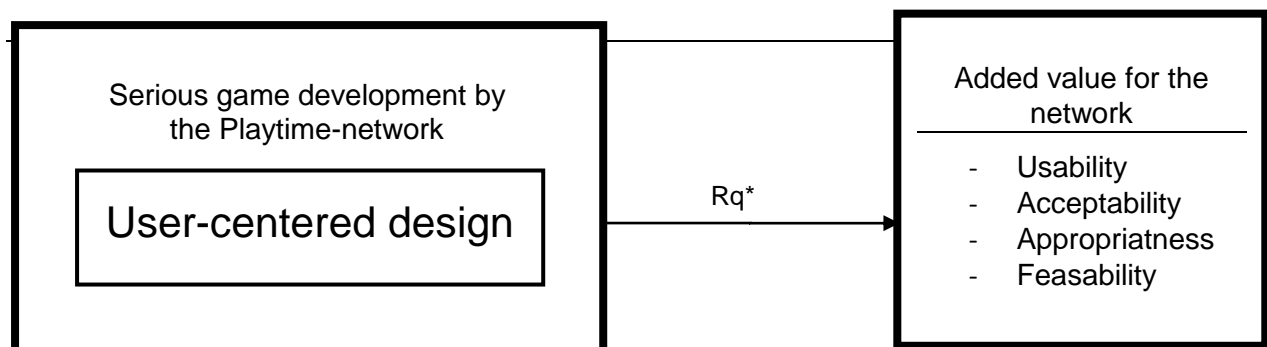 Serious game development by
the Playtime-network
User-centered design
Rq*
Added value for the
network
- Usability
- Acceptability
- Appropriatness
- Feasability